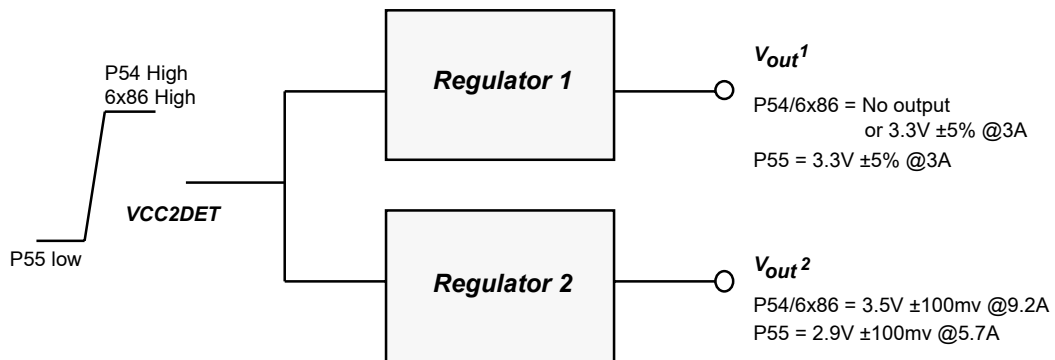 P54 High
6x86 High
P55 low
VCC2DET
Regulator 1
Regulator 2
Vout1
P54/6x86 = No output
or 3.3V ±5% @3A
P55 = 3.3V ±5% @3A
Vout2
P54/6x86 = 3.5V ±100mv @9.2A
P55 = 2.9V ±100mv @5.7A